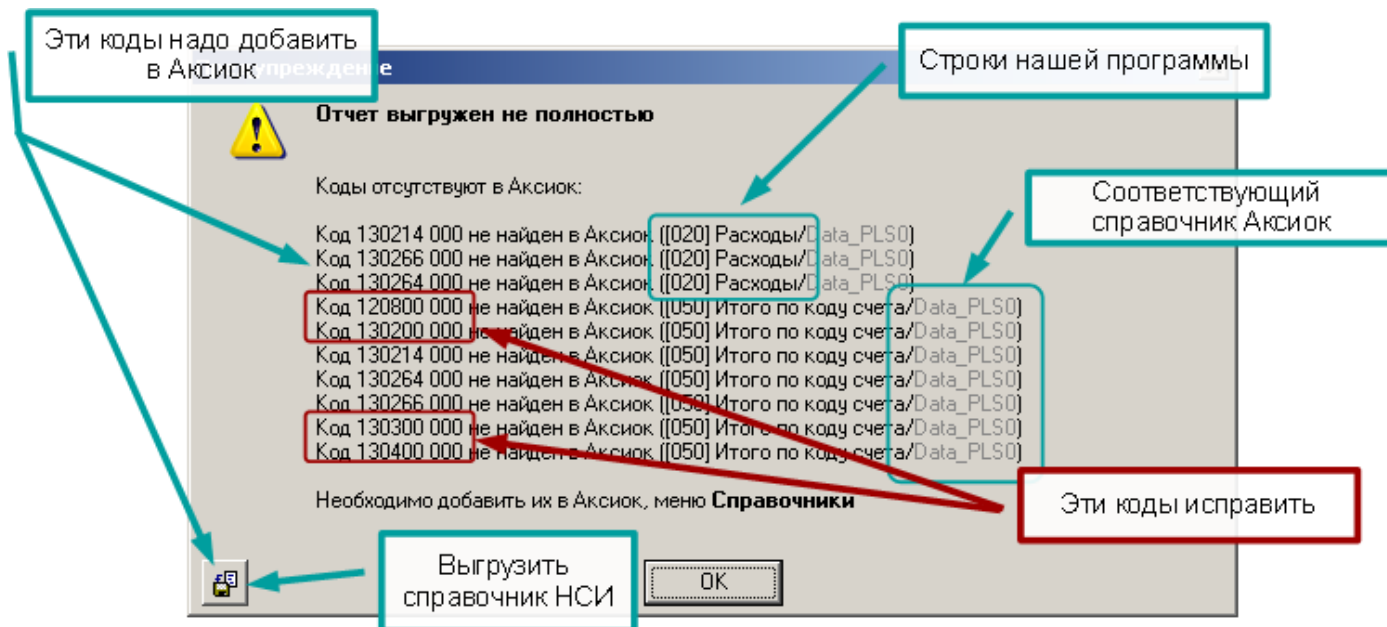 Эти коды надо добавить
в Аксиок
упреждение
Строки нашей программы
Отчет выгружен не полностью
Коды отсутствуют в Аксиок:
Соответствующий
справочник Аксиок
Код 130214 000 не найден в Аксиок ([020] Расходы/Data_PLS0)
Код 130266 000 не найден в Аксиок ([020] Расходы/Data_PLS0)
Код 130264 000 не найден в Аксиок ([020] Расходы/Data_PLS0)
Код 120800 000 не найден в Аксиок ([050] Итого по коду счета/Data_PLS0)
Код 130200 000 не найден в Аксиок ([050] Итого по коду счета/Data_PLS0)
Код 130214 000 не найден в Аксиок ([050] Итого по коду счета/Data_PLS0)
Код 130264 000 не найден в Аксиок ([050] Итого по коду счета/Data_PLS0)
Код 130266 000 не найден в Аксиок ([050] Итого по коду счета/Data_PLS0)
Код 130300 000 не найден в Аксиок ([050] Итого по коду счета/Data_PLS0)
Код 130400 000 не найден в Аксиок ([050] Итого по коду счета/Data_PLS0)
Необходимо добавить их в Аксиок, меню Справочники
Эти коды исправить
Выгрузить
справочник НСИ
OK